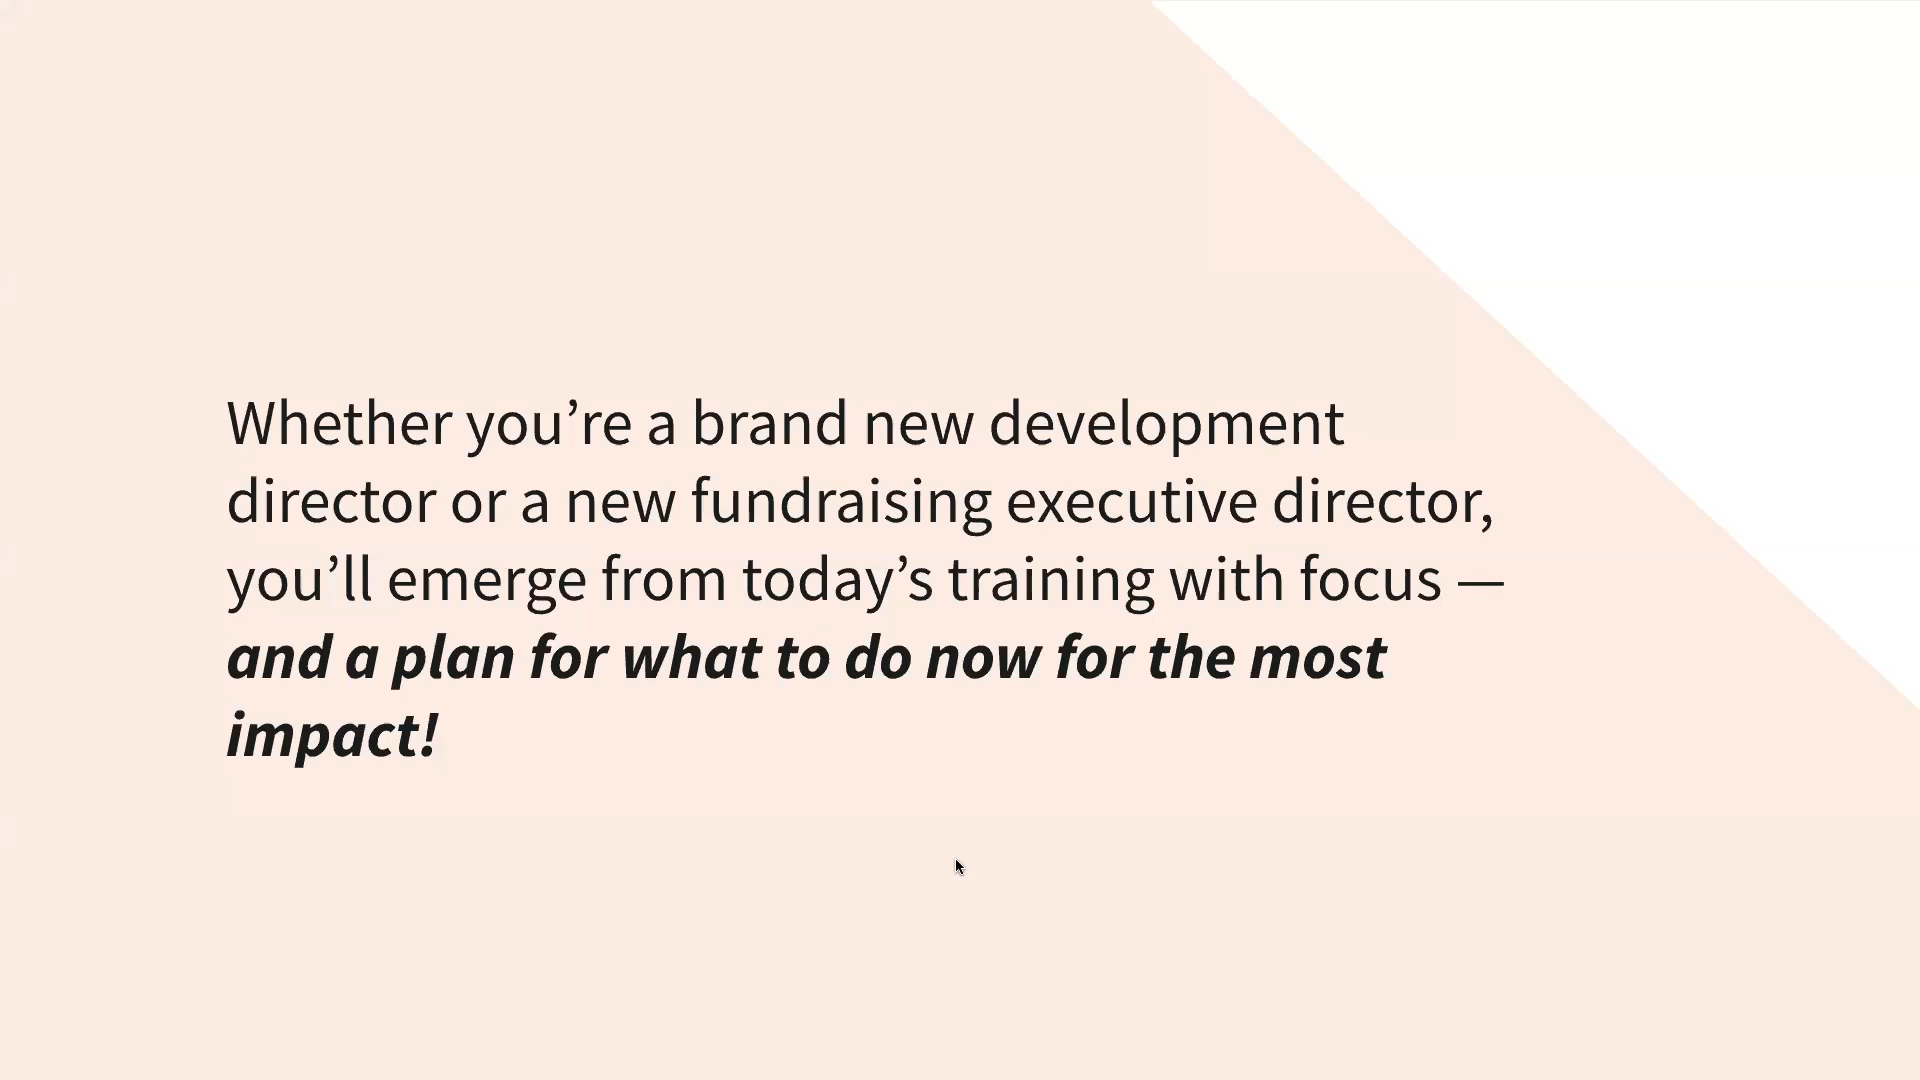 Whether you’re a brand new development
director or a new fundraising executive director,
you’ll emerge from today’s training with focus —
and a plan for what to do now for the most
impact!